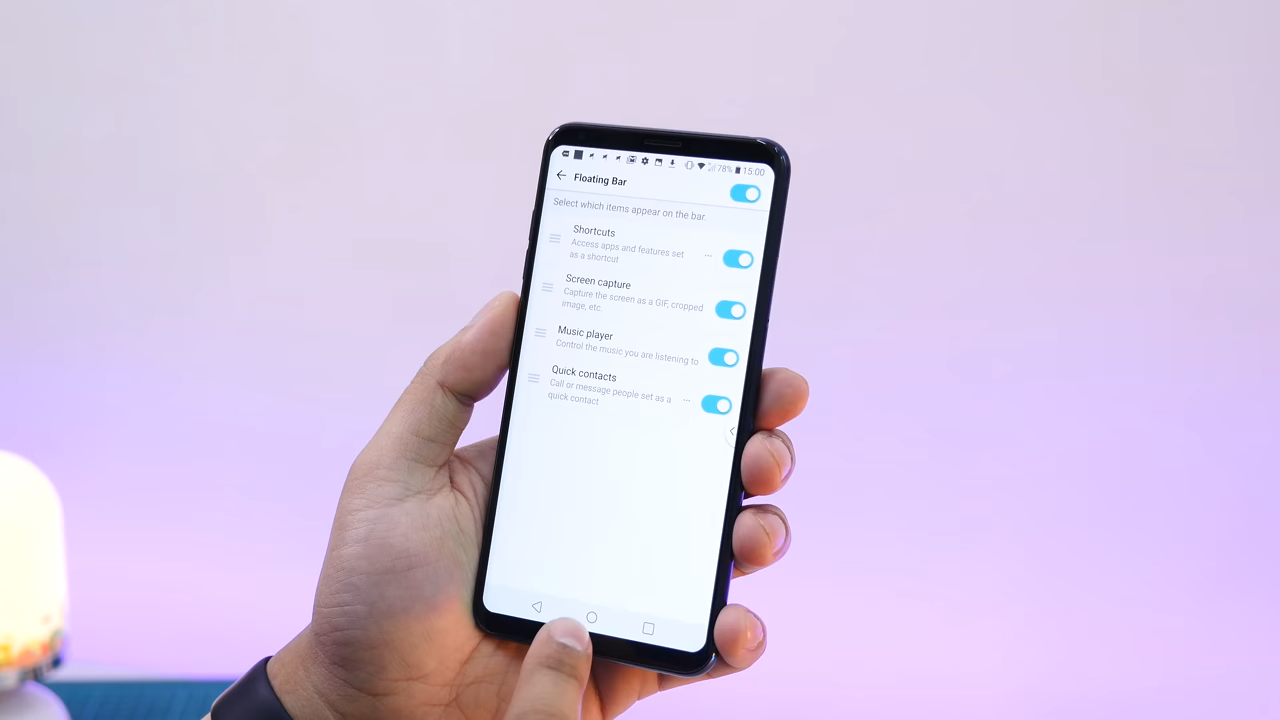 78% 15:00
Floating Bar
Select which items appear on the bar.
Shortcuts
Access apps and features set
as a shortcut
Screen capture
Capture the screen as a GIF, cropped
image, etc.
Music player
Control the music you are listening to
Quick contacts
Call or message people set as a
quick contact